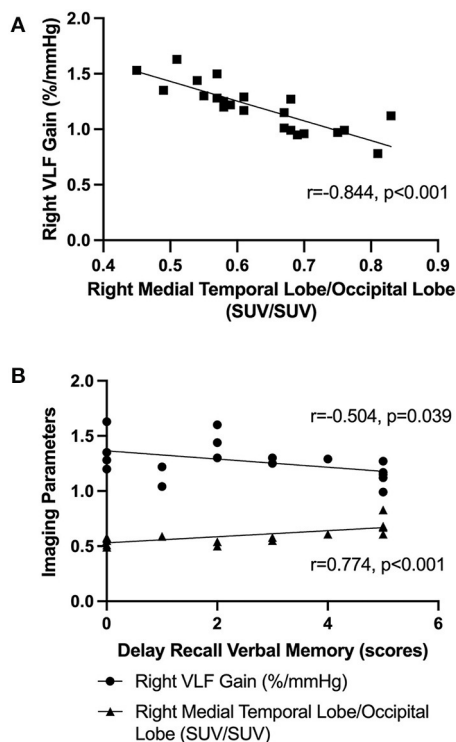 A
Right VLF Gain (%/mmHg)
2.0
1.5
1.0
0.5
0.0
r=-0.844, p<0.001
0.4 0.5 0.6 0.7 0.8 0.9
Right Medial Temporal Lobe/Occipital Lobe
(SUV/SUV)
B
Imaging Parameters
2.0
1.5
1.0
0.5
0.0
r=-0.504, p=0.039
r=0.774, p<0.001
0 2 4 6
Delay Recall Verbal Memory (scores)
Right VLF Gain (%/mmHg)
Right Medial Temporal Lobe/Occipital
Lobe (SUV/SUV)